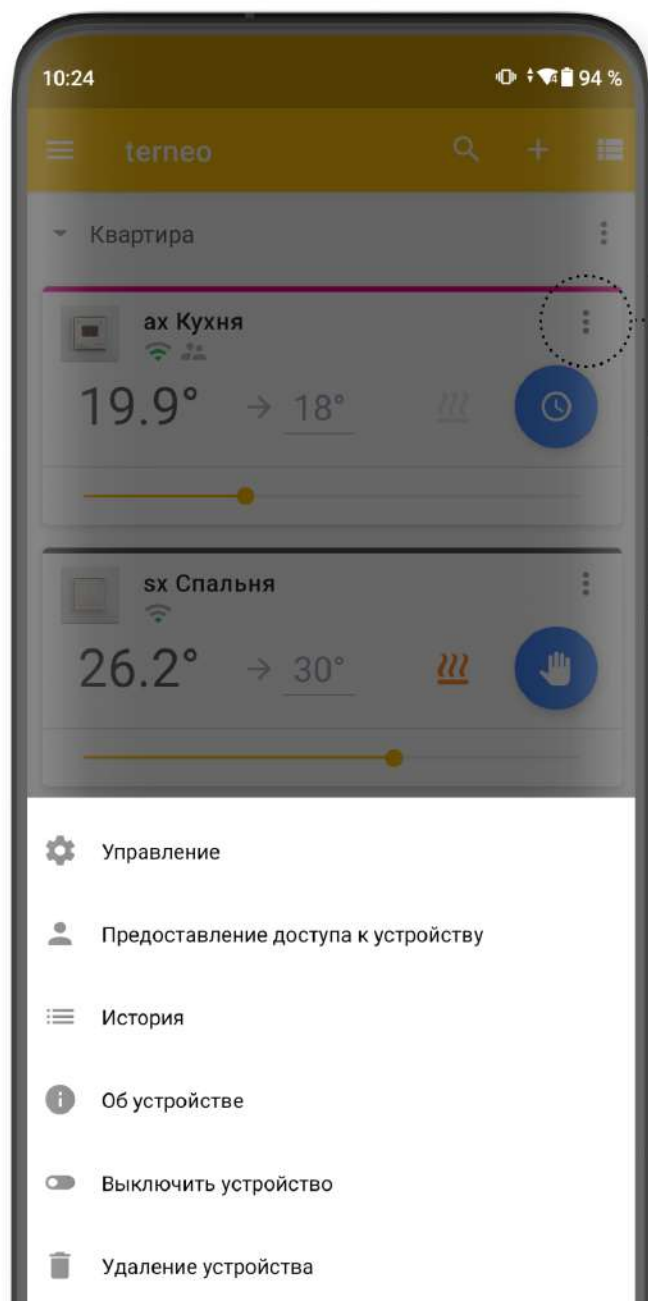 10:24 94 %
terneo
Квартира
ax Кухня
19.9° → 18°
sx Спальня
26.2° → 30°
Управление
Предоставление доступа к устройству
История
Об устройстве
Выключить устройство
Удаление устройства